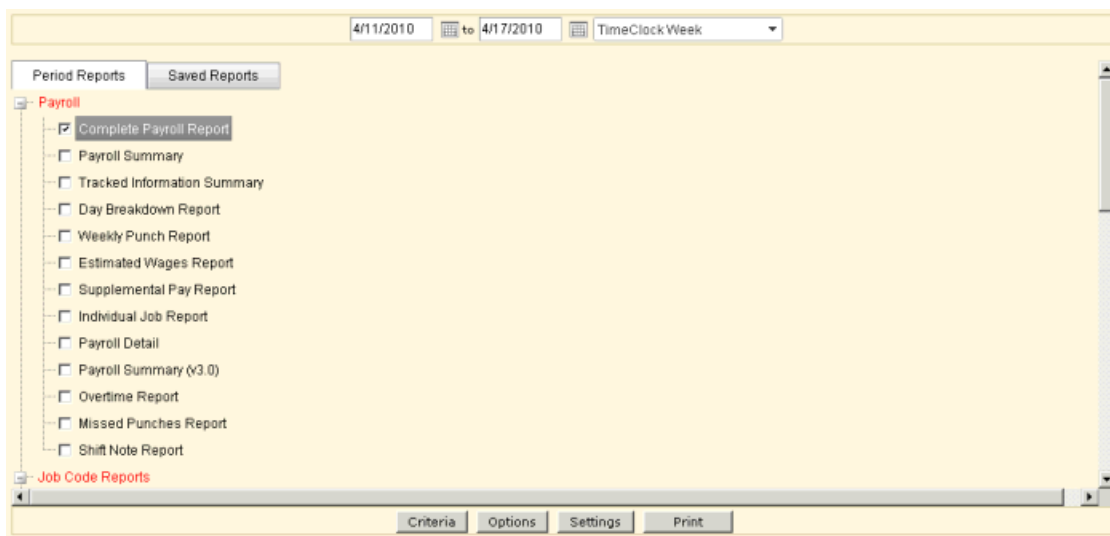 4/11/2010 to 4/17/2010 TimeClock Week
Period Reports Saved Reports
Payroll
Complete Payroll Report
Payroll Summary
Tracked Information Summary
Day Breakdown Report
Weekly Punch Report
Estimated Wages Report
Supplemental Pay Report
Individual Job Report
Payroll Detail
Payroll Summary (v3.0)
Overtime Report
Missed Punches Report
Shift Note Report
Job Code Reports
Criteria Options Settings Print